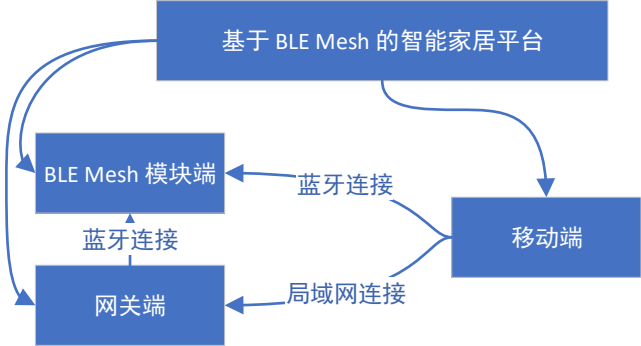 基于 BLE Mesh 的智能家居平台
BLE Mesh 模块端
蓝牙连接
蓝牙连接
移动端
网关端
局域网连接